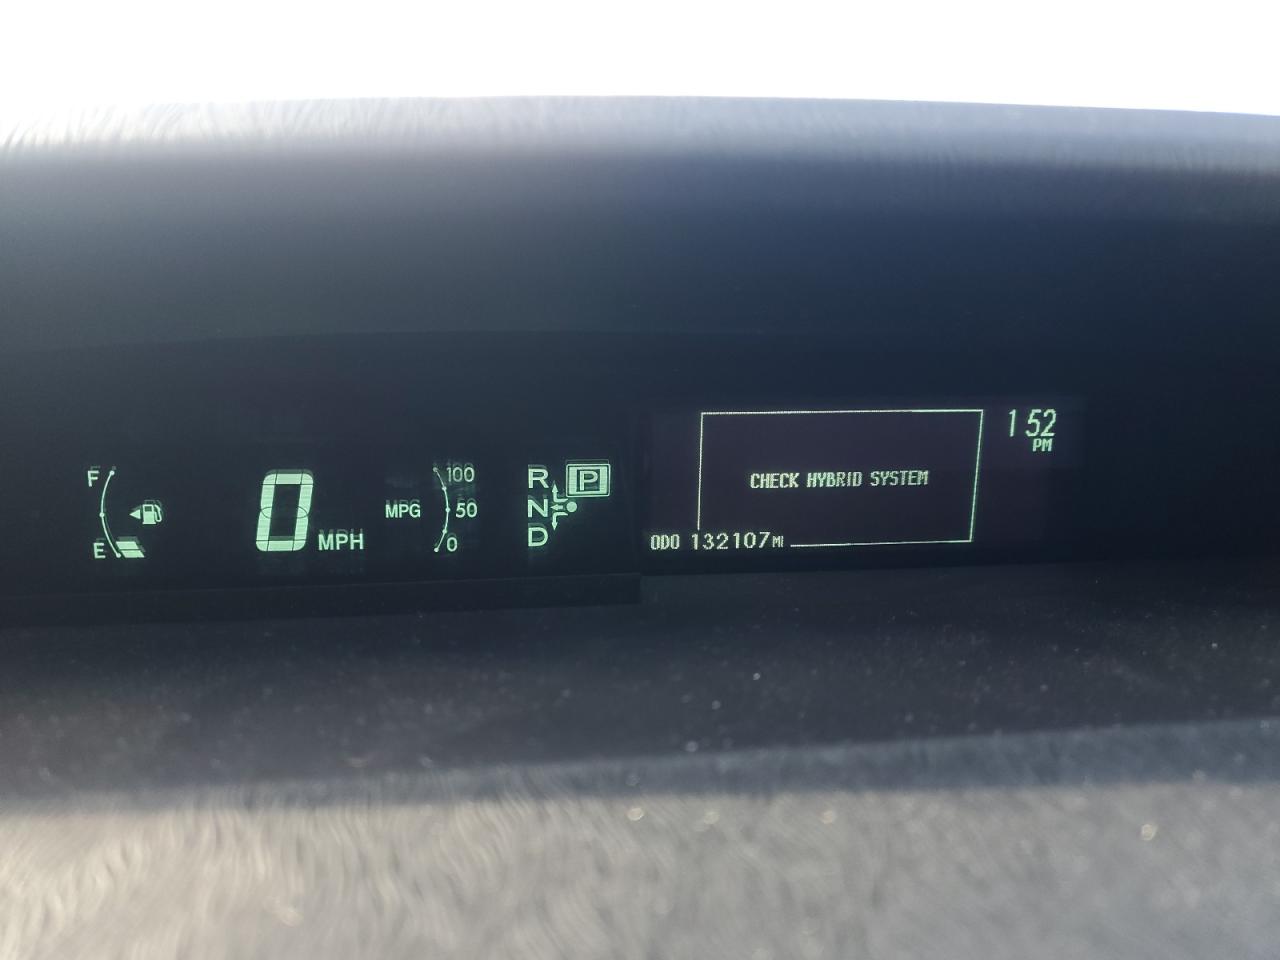 F
E
0 MPH
MPG
100
50
0
R P
N
D
CHECK HYBRID SYSTEM
ODO 132107 MI
1 52
PM